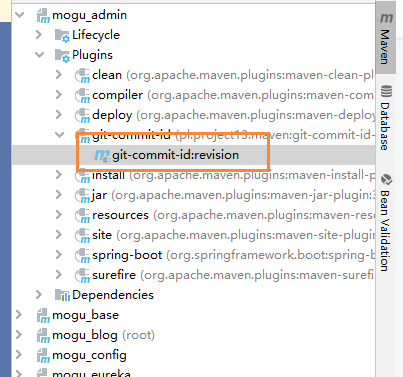 mogu_admin
Lifecycle
Plugins
clean (org.apache.maven.plugins:maven-clean-pl
compiler (org.apache.maven.plugins:maven-comp
deploy (org.apache.maven.plugins:maven-deploy
git-commit-id (pl.project13.maven:git-commit-id-
git-commit-id:revision
install (org.apache.maven.plugins:maven-install-p
jar (org.apache.maven.plugins:maven-jar-plugin:3
resources (org.apache.maven.plugins:maven-reso
site (org.apache.maven.plugins:maven-site-plugin
spring-boot (org.springframework.boot:spring-b
surefire (org.apache.maven.plugins:maven-surefi
Dependencies
mogu_base
mogu_blog (root)
mogu_config
mogu_eureka
Maven
Database
Bean Validation